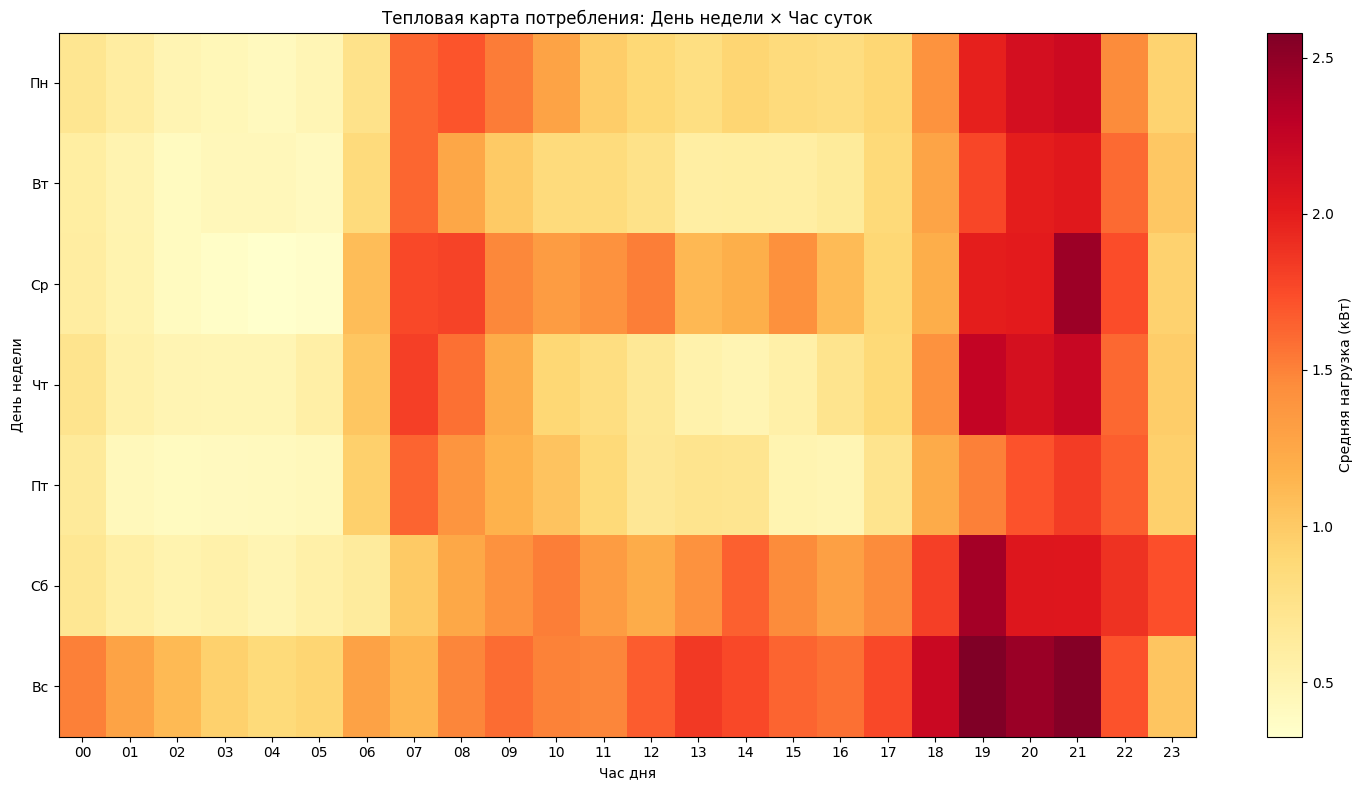 Тепловая карта потребления: День недели × Час суток
День недели
Пн
Вт
Ср
Чт
Пт
Сб
Вс
00 01 02 03 04 05 06 07 08 09 10 11 12 13 14 15 16 17 18 19 20 21 22 23
Час дня
2.5
2.0
1.5
1.0
0.5
Средняя нагрузка (кВт)